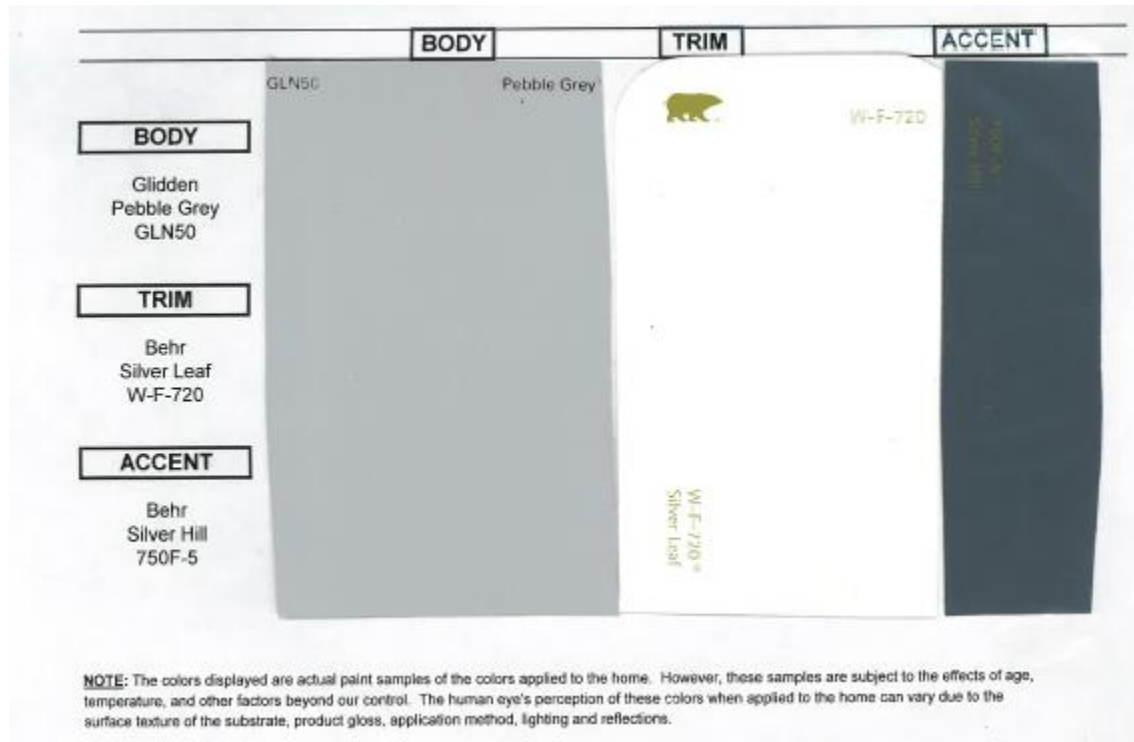 BODY TRIM ACCENT
GLN50 Pebble Grey
W-F-720
BODY
Glidden
Pebble Grey
GLN50
TRIM
Behr
Silver Leaf
W-F-720
ACCENT
Behr
Silver Hill
750F-5
W-F-720
Silver Leaf
Silver Hill
NOTE: The colors displayed are actual paint samples of the colors applied to the home. However, these samples are subject to the effects of age,
temperature, and other factors beyond our control. The human eye's perception of these colors when applied to the home can vary due to the
surface texture of the substrate, product gloss, application method, lighting and reflections.